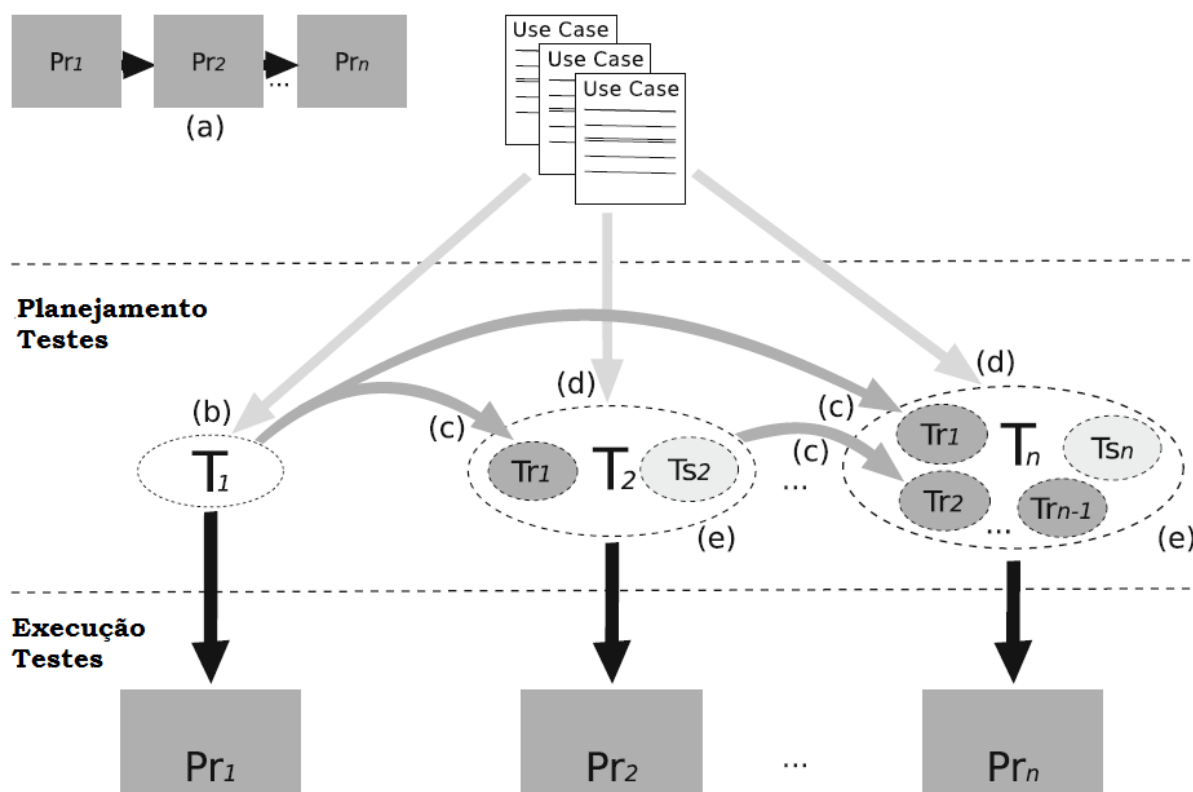 Use Case
Use Case
Use Case
Pr1
Pr2
...
Prn
(a)
Planejamento
Testes
(b)
(c)
(d)
(c)
(c)
(d)
T1
Tr1
T2
Ts2
...
Tr1
Tn
Tsn
Tr2
...
Trn-1
(e)
(e)
Execução
Testes
Pr1
Pr2
...
Prn